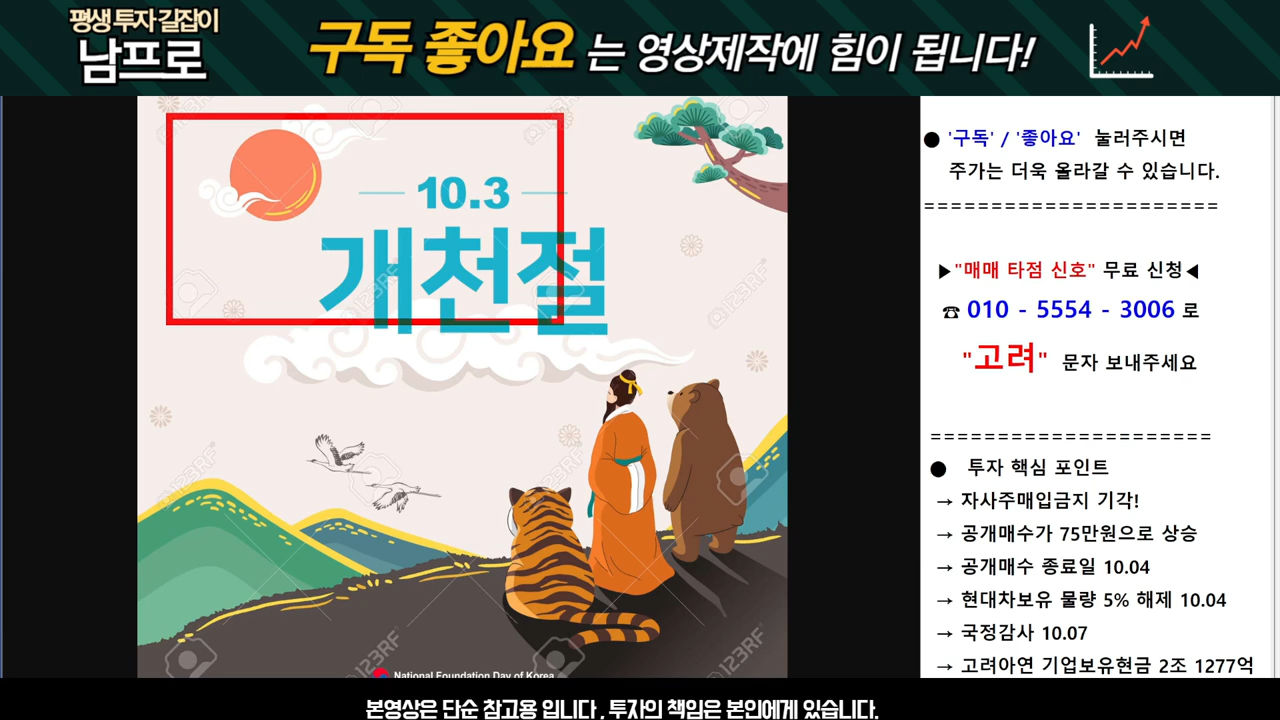 평생 투자 길잡이
남프로
구독 좋아요 는 영상제작에 힘이 됩니다!
10.3
개천절
National Foundation Day of Korea
● '구독' / '좋아요' 눌러주시면
주가는 더욱 올라갈 수 있습니다.
=====================
▶"매매 타점 신호" 무료 신청◀
☎ 010 - 5554 - 3006 로
"고려" 문자 보내주세요
====================
● 투자 핵심 포인트
→ 자사주매입금지 기각!
→ 공개매수가 75만원으로 상승
→ 공개매수 종료일 10.04
→ 현대차보유 물량 5% 해제 10.04
→ 국정감사 10.07
→ 고려아연 기업보유현금 2조 1277억
123RF
본영상은 단순 참고용 입니다 , 투자의 책임은 본인에게 있습니다.